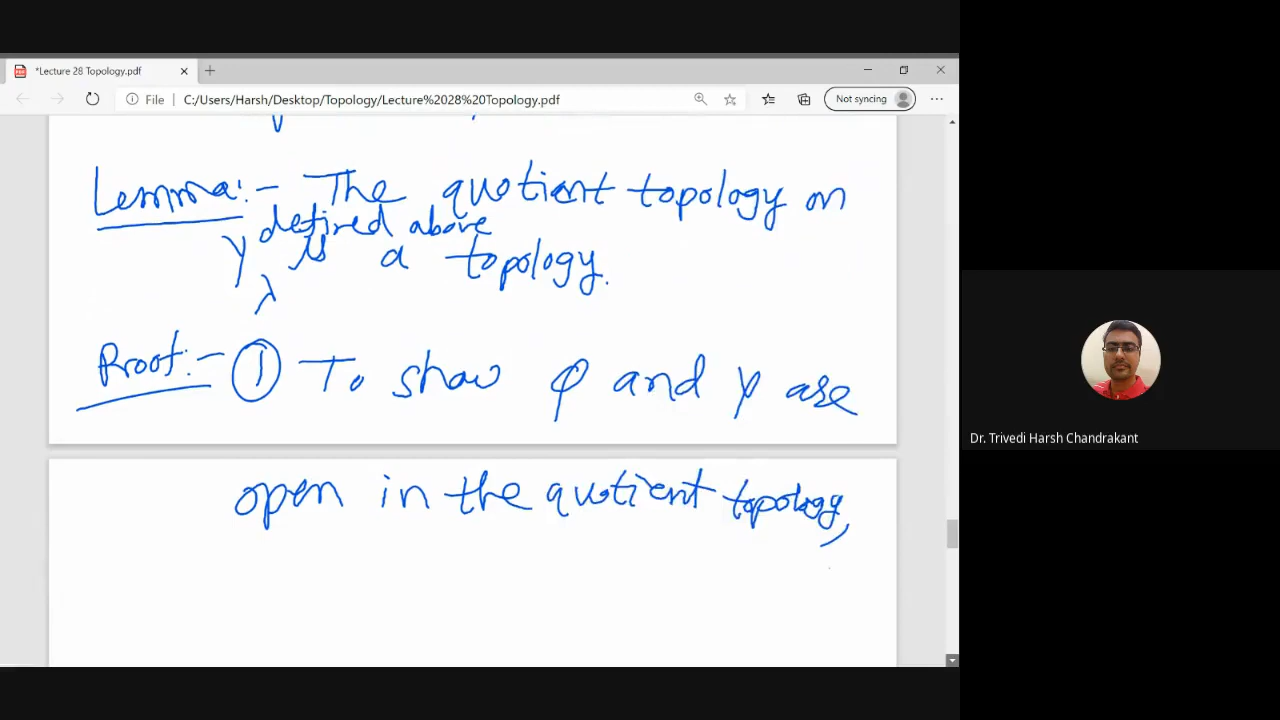 *Lecture 28 Topology.pdf
File | C:/Users/Harsh/Desktop/Topology/Lecture%2028%20Topology.pdf
Not syncing
Lemma:- The quotient topology on
Y defined above
is a topology.
λ
Proof:- ① To show φ and Y are
open in the quotient topology,
Dr. Trivedi Harsh Chandrakant